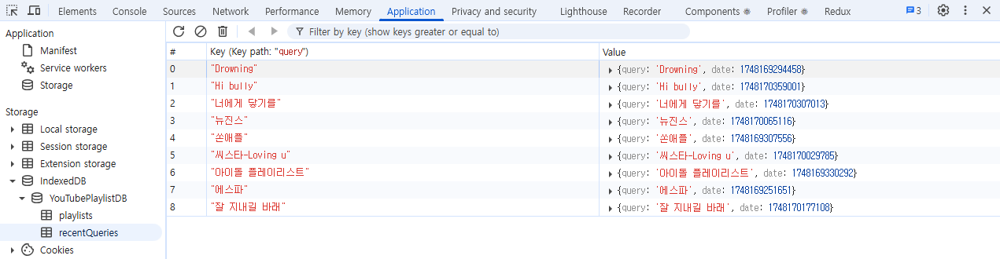 Elements Console Sources Network Performance Memory Application Privacy and security Lighthouse Recorder Components Profiler Redux 3
Application
Manifest
Service workers
Storage
Storage
Local storage
Session storage
Extension storage
IndexedDB
YouTubePlaylistDB
playlists
recentQueries
Cookies
Filter by key (show keys greater or equal to)
# Key (Key path: "query") Value
0 "Drowning" {query: 'Drowning', date: 1748169294458}
1 "Hi bully" {query: 'Hi bully', date: 1748170359001}
2 "너에게 닿기를" {query: '너에게 닿기를', date: 1748170307013}
3 "뉴진스" {query: '뉴진스', date: 1748170065116}
4 "쏜애플" {query: '쏜애플', date: 1748169307556}
5 "씨스타-Loving u" {query: '씨스타-Loving u', date: 1748170029785}
6 "아이돌 플레이리스트" {query: '아이돌 플레이리스트', date: 1748169330292}
7 "에스파" {query: '에스파', date: 1748169251651}
8 "잘 지내길 바래" {query: '잘 지내길 바래', date: 1748170177108}